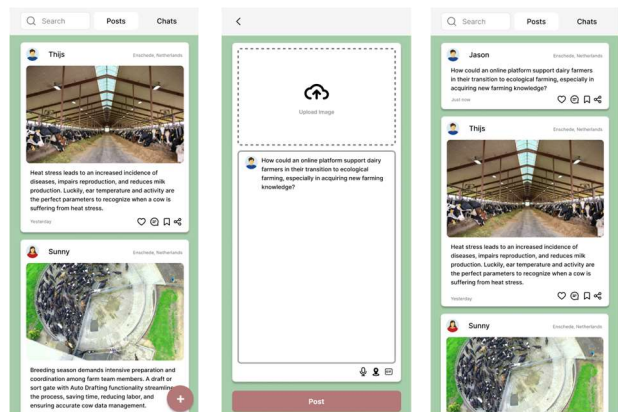 Search Posts Chats
Thijs
Enschede, Netherlands
Heat stress leads to an increased incidence of
diseases, impairs reproduction, and reduces milk
production. Luckily, ear temperature and activity are
the perfect parameters to recognize when a cow is
suffering from heat stress.
Yesterday
Sunny
Enschede, Netherlands
Breeding season demands intensive preparation and
coordination among farm team members. A draft or
sort gate with Auto Drafting functionality streamline
the process, saving time, reducing labor, and
ensuring accurate cow data management.
+
Upload Image
How could an online platform support dairy
farmers in their transition to ecological
farming, especially in acquiring new farming
knowledge?
GIF
Post
Search Posts Chats
Jason
Enschede, Netherlands
How could an online platform support dairy farmers
in their transition to ecological farming, especially in
acquiring new farming knowledge?
Just now
Thijs
Enschede, Netherlands
Heat stress leads to an increased incidence of
diseases, impairs reproduction, and reduces milk
production. Luckily, ear temperature and activity are
the perfect parameters to recognize when a cow is
suffering from heat stress.
Yesterday
Sunny
Enschede, Netherlands